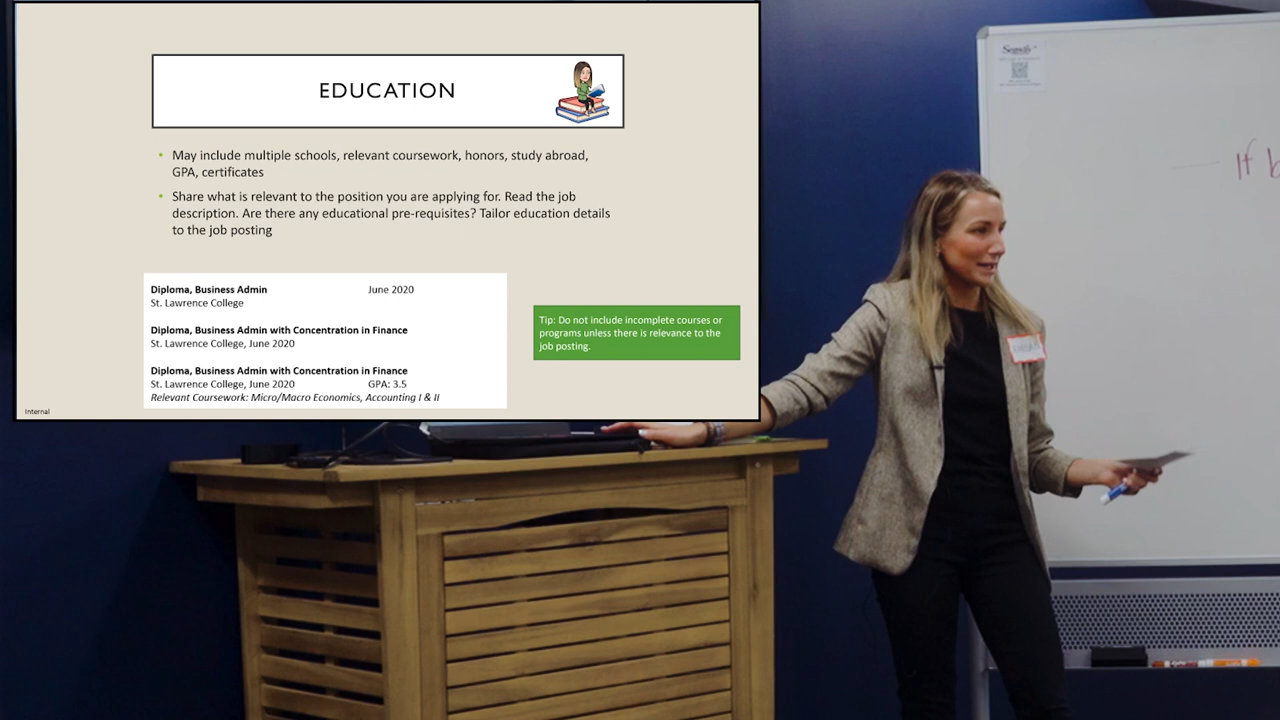 EDUCATION
• May include multiple schools, relevant coursework, honors, study abroad,
GPA, certificates
• Share what is relevant to the position you are applying for. Read the job
description. Are there any educational pre-requisites? Tailor education details
to the job posting
Diploma, Business Admin June 2020
St. Lawrence College
Diploma, Business Admin with Concentration in Finance
St. Lawrence College, June 2020
Diploma, Business Admin with Concentration in Finance
St. Lawrence College, June 2020 GPA: 3.5
Relevant Coursework: Micro/Macro Economics, Accounting I & II
Tip: Do not include incomplete courses or
programs unless there is relevance to the
job posting.
Internal
If b